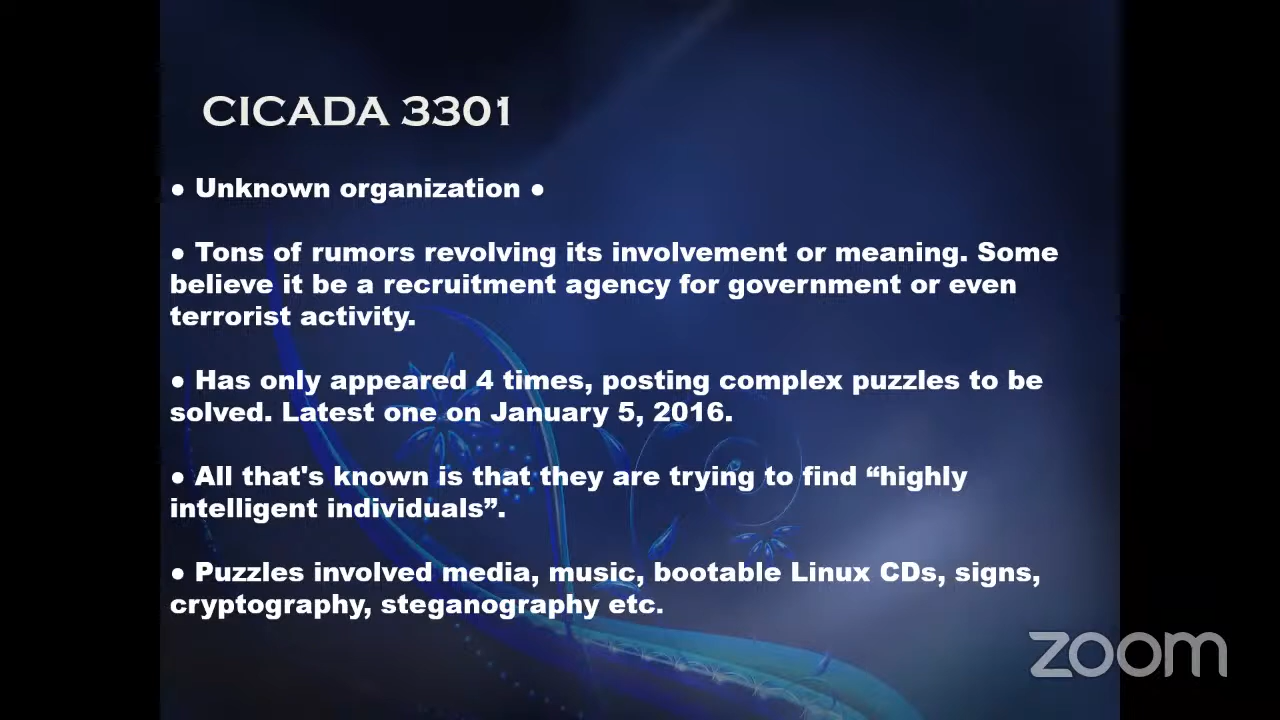 CICADA 3301
● Unknown organization ●
● Tons of rumors revolving its involvement or meaning. Some
believe it be a recruitment agency for government or even
terrorist activity.
● Has only appeared 4 times, posting complex puzzles to be
solved. Latest one on January 5, 2016.
● All that's known is that they are trying to find “highly
intelligent individuals”.
● Puzzles involved media, music, bootable Linux CDs, signs,
cryptography, steganography etc.
zoom